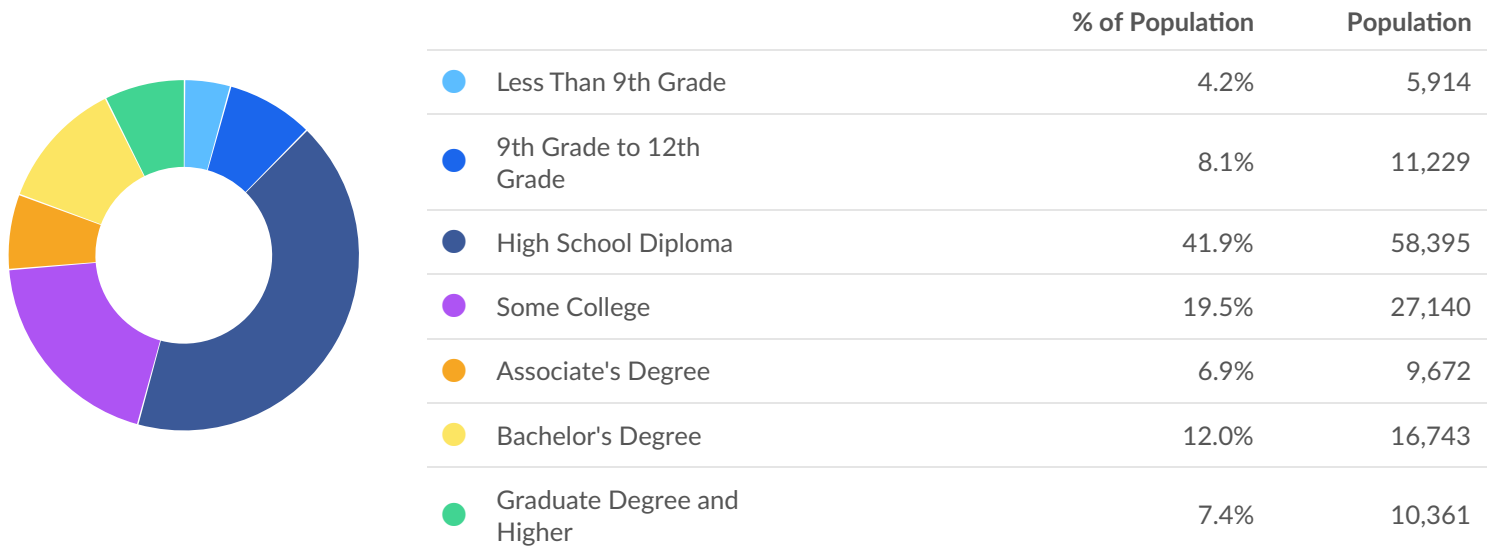 % of Population Population
Less Than 9th Grade 4.2% 5,914
9th Grade to 12th
Grade 8.1% 11,229
High School Diploma 41.9% 58,395
Some College 19.5% 27,140
Associate's Degree 6.9% 9,672
Bachelor's Degree 12.0% 16,743
Graduate Degree and
Higher 7.4% 10,361